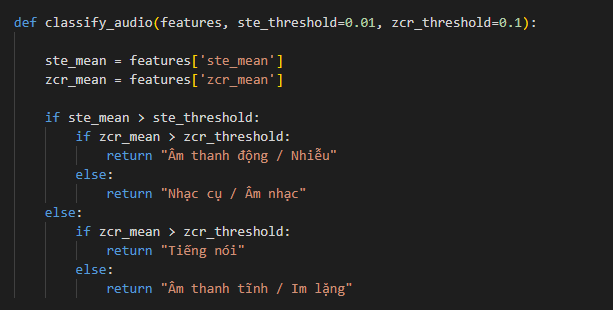 def classify_audio(features, ste_threshold=0.01, zcr_threshold=0.1):
ste_mean = features['ste_mean']
zcr_mean = features['zcr_mean']
if ste_mean > ste_threshold:
if zcr_mean > zcr_threshold:
return "Âm thanh động / Nhiễu"
else:
return "Nhạc cụ / Âm nhạc"
else:
if zcr_mean > zcr_threshold:
return "Tiếng nói"
else:
return "Âm thanh tĩnh / Im lặng"